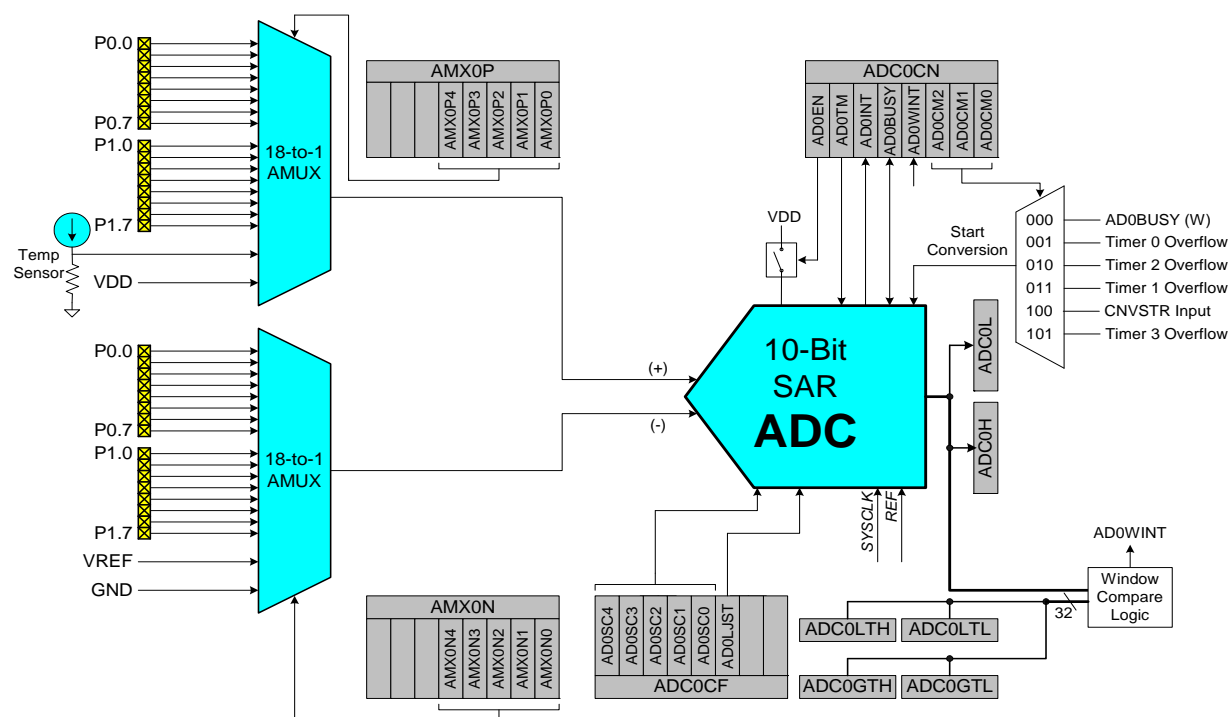 P0.0
P0.7
P1.0
P1.7
18-to-1
AMUX
Temp
Sensor
VDD
AMX0P
AMX0P4
AMX0P3
AMX0P2
AMX0P1
AMX0P0
ADC0CN
AD0EN
AD0TM
AD0INT
AD0BUSY
AD0WINT
AD0CM2
AD0CM1
AD0CM0
VDD
Start
Conversion
000
AD0BUSY (W)
001
Timer 0 Overflow
010
Timer 2 Overflow
011
Timer 1 Overflow
100
CNVSTR Input
101
Timer 3 Overflow
P0.0
P0.7
P1.0
P1.7
18-to-1
AMUX
VREF
GND
(+)
(-)
10-Bit
SAR
ADC
ADC0L
ADC0H
SYSCLK
REF
AD0WINT
Window
Compare
Logic
32
AMX0N
AMX0N4
AMX0N3
AMX0N2
AMX0N1
AMX0N0
AD0SC4
AD0SC3
AD0SC2
AD0SC1
AD0SC0
AD0LJST
ADC0CF
ADC0LTH
ADC0LTL
ADC0GTH
ADC0GTL